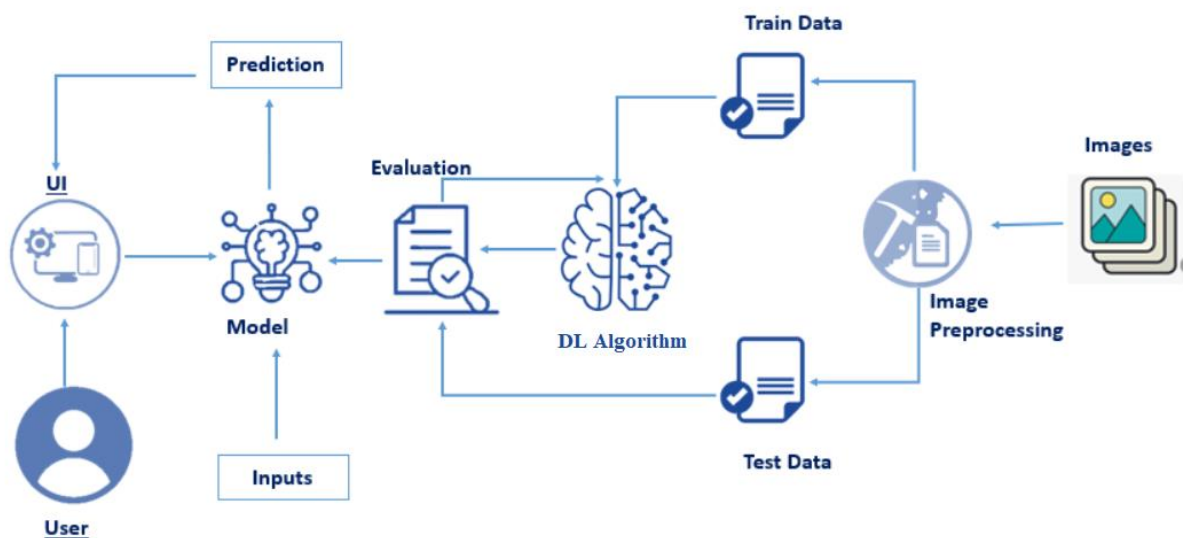 Train Data
Prediction
Images
Evaluation
UI
Model
DL Algorithm
Image
Preprocessing
Inputs
Test Data
User